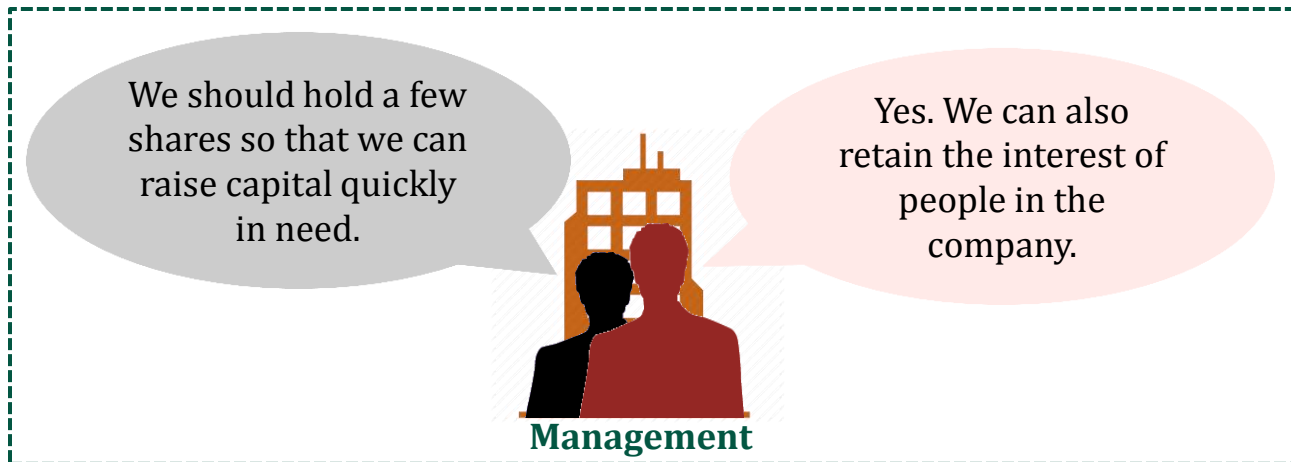 We should hold a few
shares so that we can
raise capital quickly
in need.
Yes. We can also
retain the interest of
people in the
company.
Management